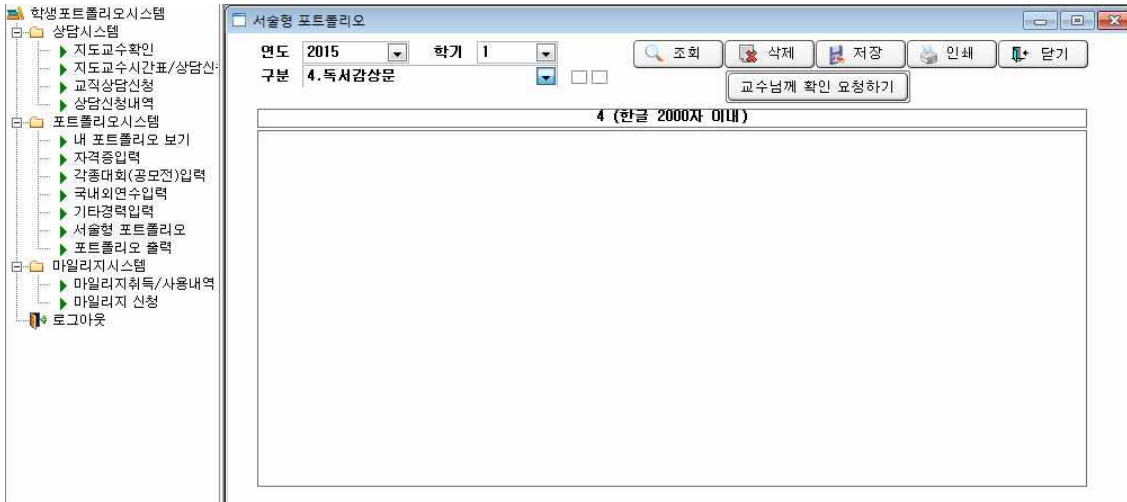 학생포트폴리오시스템
상담시스템
지도교수확인
지도교수시간표/상담신
교직상담신청
상담신청내역
포트폴리오시스템
내 포트폴리오 보기
자격증입력
각종대회(공모전)입력
국내외연수입력
기타경력입력
서술형 포트폴리오
포트폴리오 출력
마일리지시스템
마일리지취득/사용내역
마일리지 신청
로그아웃
서술형 포트폴리오
연도 2015 학기 1 조회 삭제 저장 인쇄 닫기
구분 4.독서감상문
교수님께 확인 요청하기
4 (한글 2000자 이내)